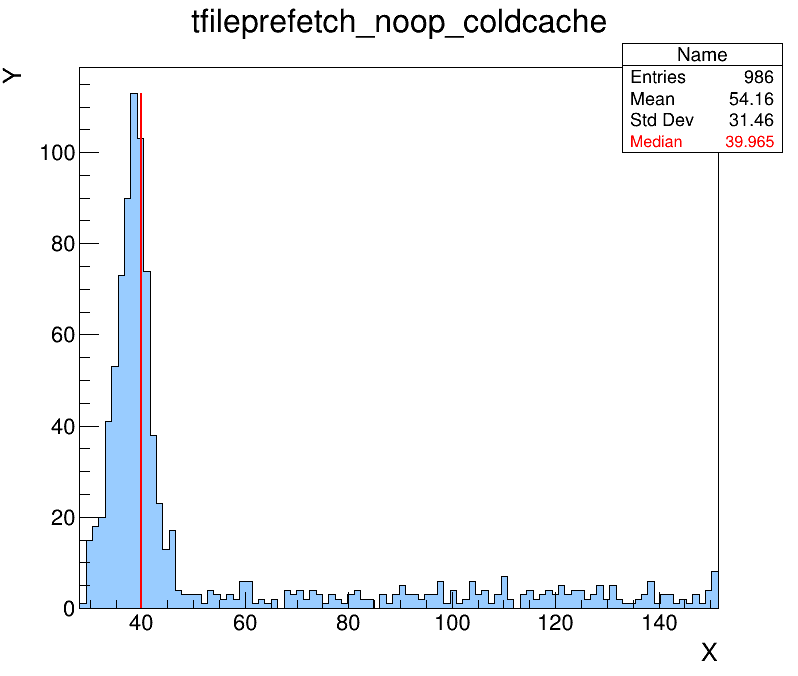 tfileprefetch_noop_coldcache
Y
Name
Entries 986
Mean 54.16
Std Dev 31.46
Median 39.965
100
80
60
40
20
0
40 60 80 100 120 140
X